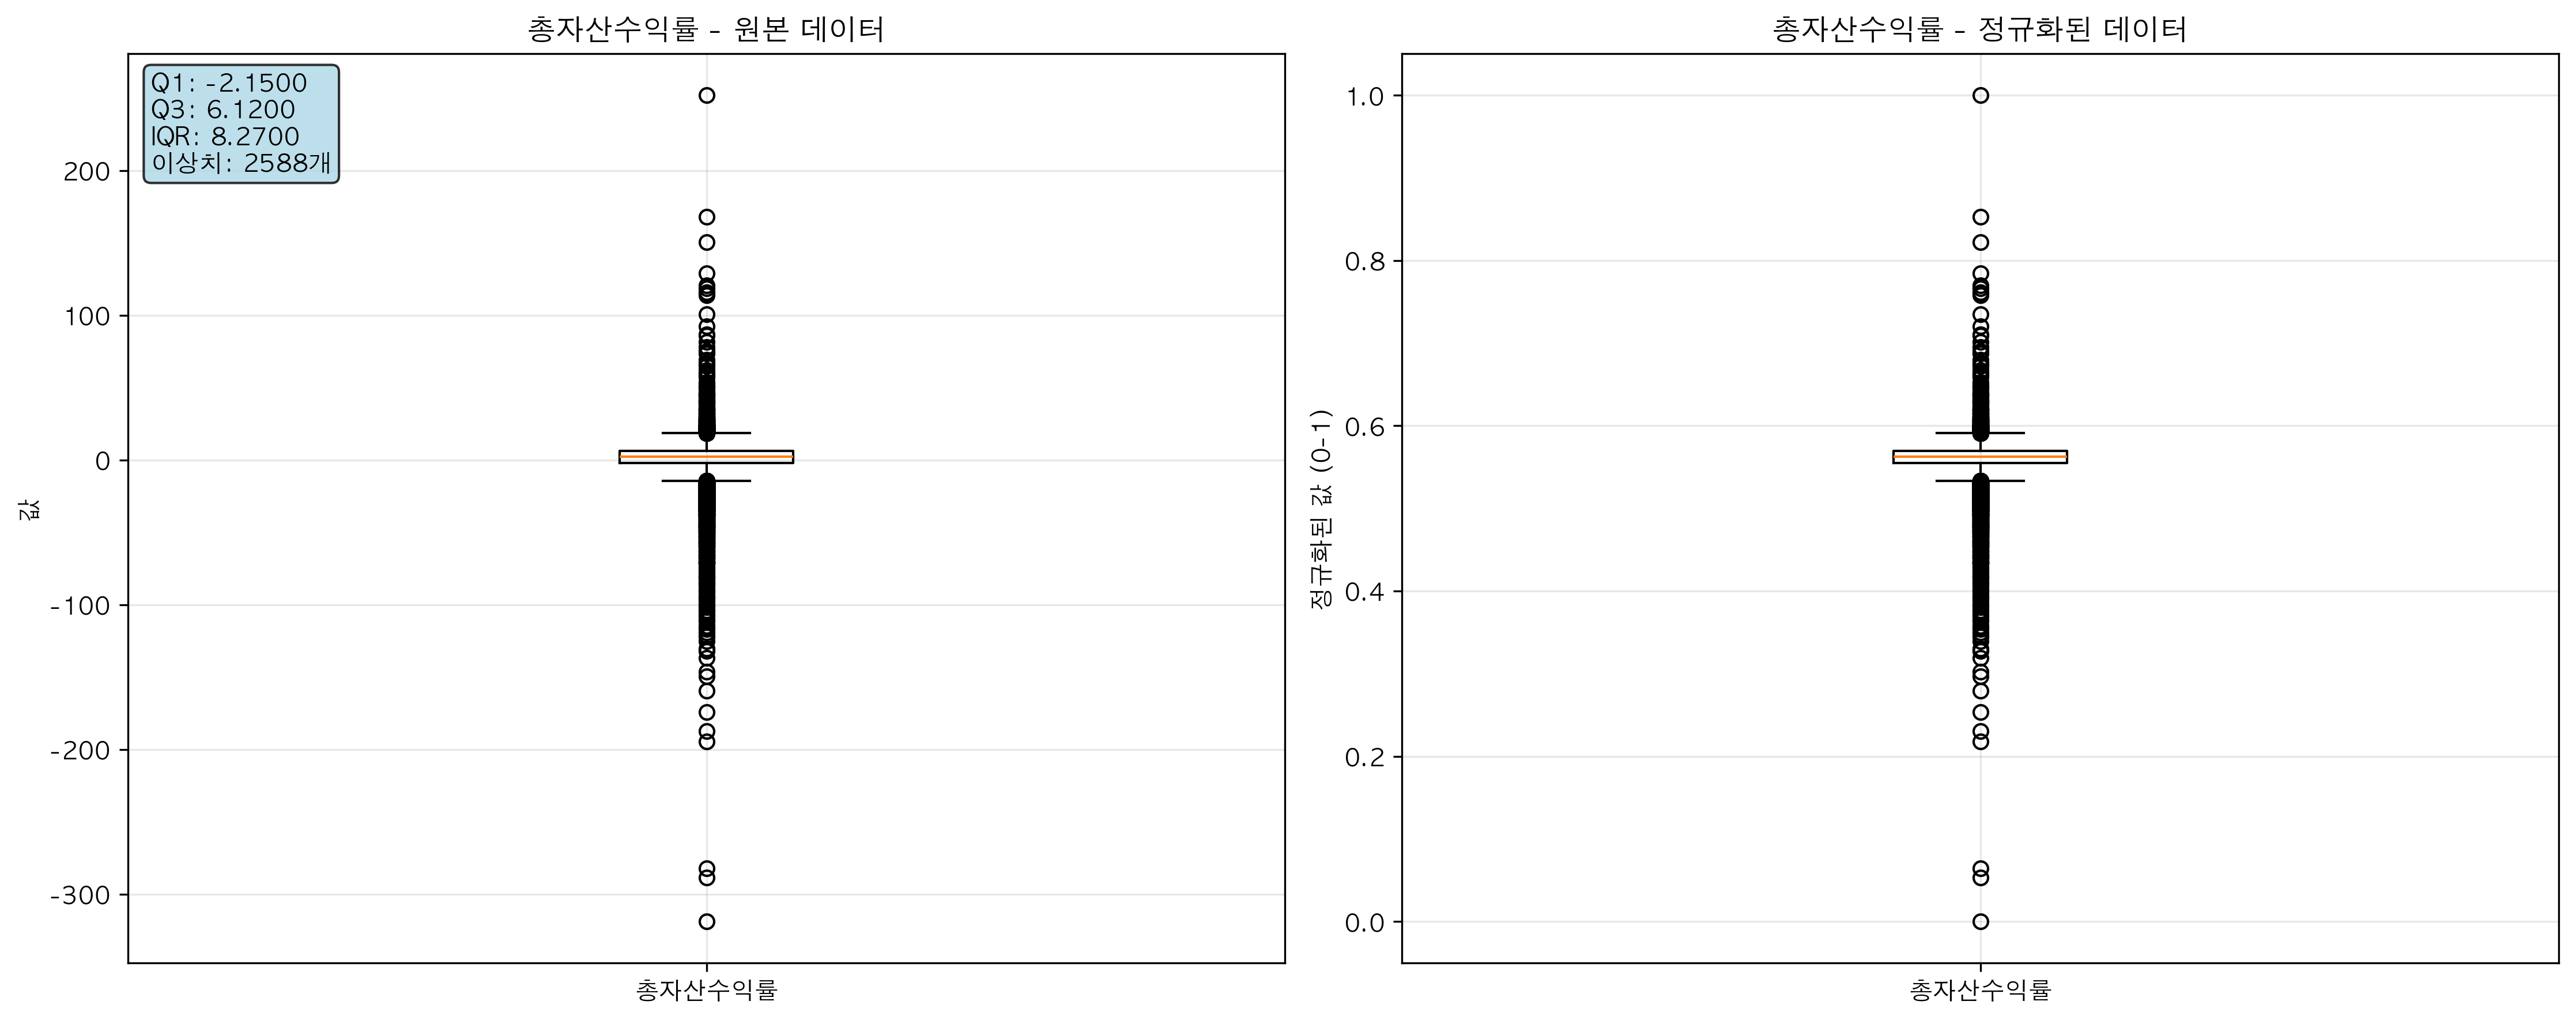 총자산수익률 - 원본 데이터
Q1: -2.1500
Q3: 6.1200
IQR: 8.2700
이상치: 2588개
200
100
0
-100
-200
-300
값
총자산수익률
총자산수익률 - 정규화된 데이터
1.0
0.8
0.6
0.4
0.2
0.0
정규화된 값 (0-1)
총자산수익률